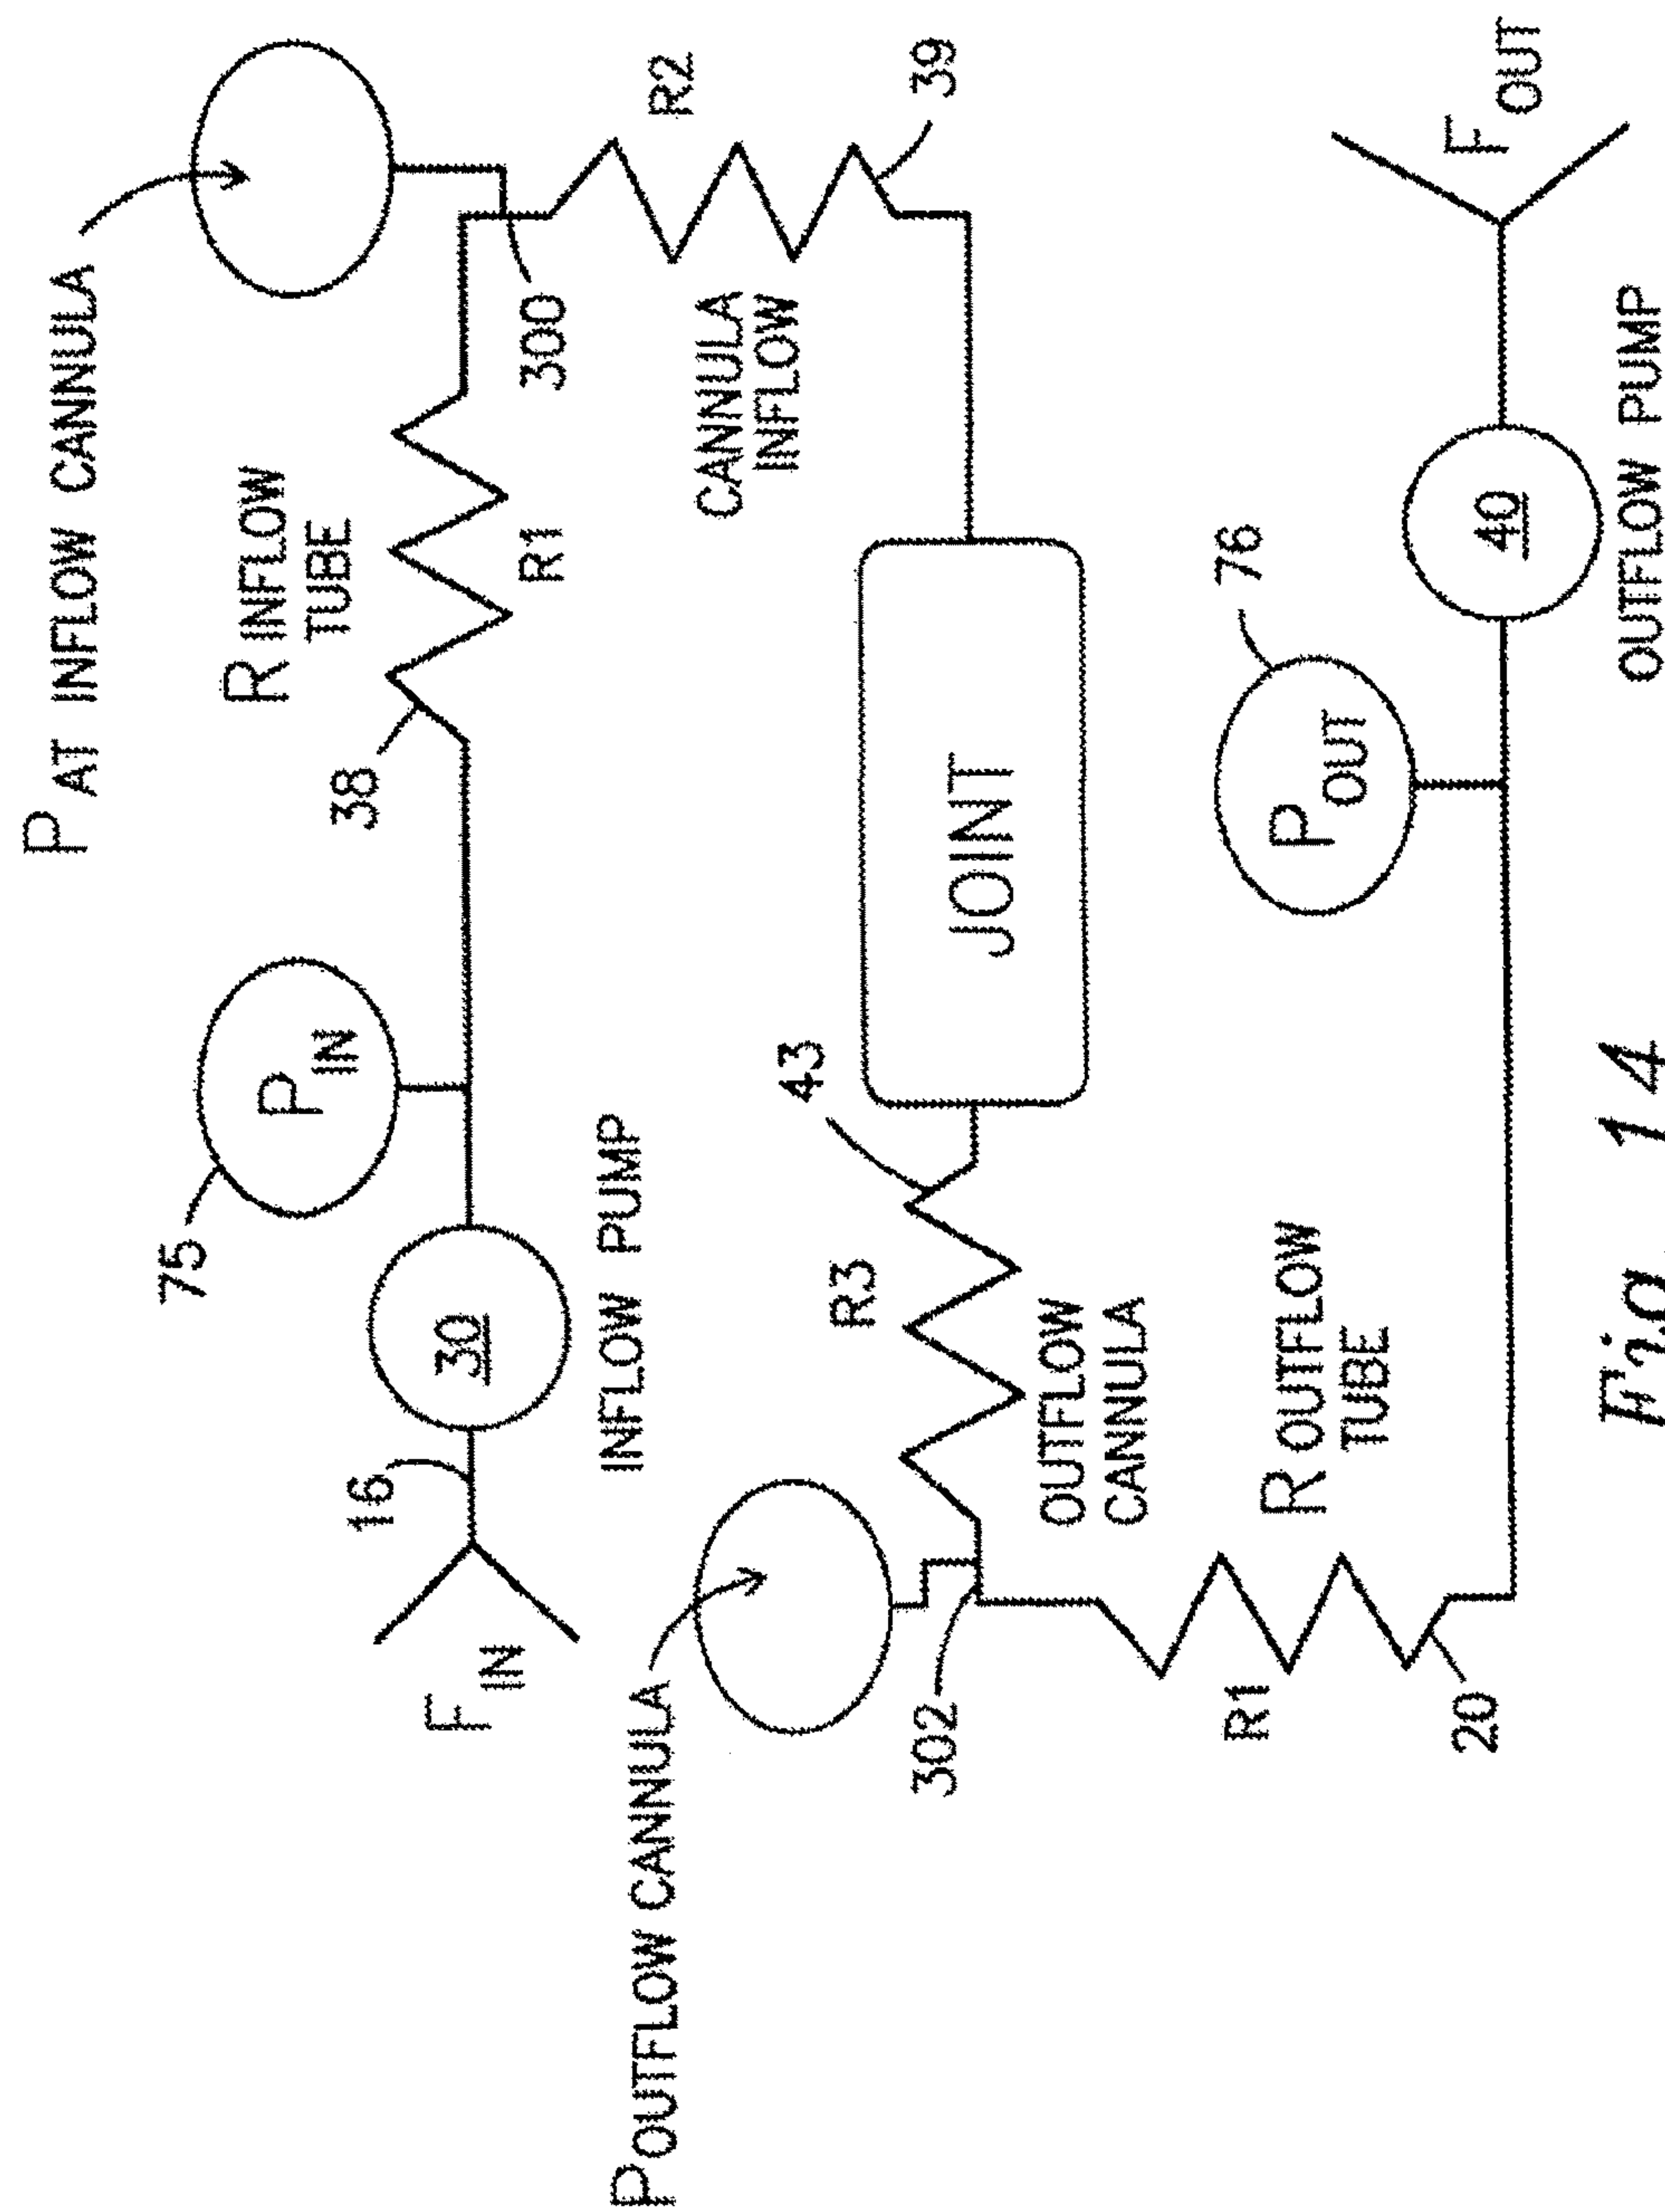 P AT INFLOW CANNULA
R INFLOW
TUBE
75
P IN
38
R1
300
R2
39
16
30
F IN
INFLOW PUMP
CANNULA
INFLOW
P OUTFLOW CANNULA
43
R3
JOINT
302
OUTFLOW
CANNULA
76
P OUT
R OUTFLOW
TUBE
R1
20
40
F OUT
OUTFLOW PUMP
Fig. 14